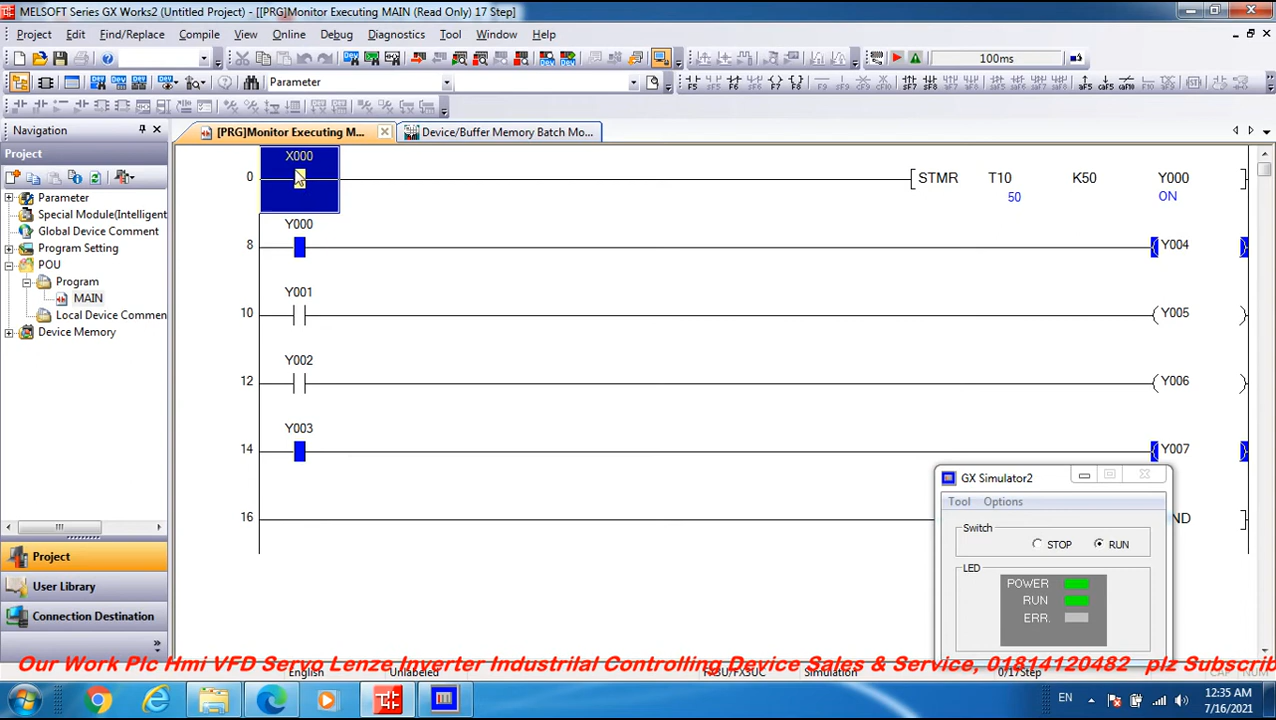 MELSOFT Series GX Works2 (Untitled Project) - [[PRG]Monitor Executing MAIN (Read Only) 17 Step]
Project Edit Find/Replace Compile View Online Debug Diagnostics Tool Window Help
100ms
Parameter
Navigation
[PRG]Monitor Executing M...
Device/Buffer Memory Batch Mo...
Project
Parameter
Special Module(Intelligent
Global Device Comment
Program Setting
POU
Program
MAIN
Local Device Commen
Device Memory
Project
User Library
Connection Destination
X000
0 STMR T10 K50 Y000
50 ON
Y000
8 Y004
Y001
10 Y005
Y002
12 Y006
Y003
14 Y007
16 ND
GX Simulator2
Tool Options
Switch
STOP RUN
LED
POWER
RUN
ERR.
Our Work Plc Hmi VFD Servo Lenze Inverter Industrilal Controlling Device Sales & Service, 01814120482 plz Subscrib
English Unlabeled FX3U/FX3UC Simulation 0/17Step CAP NUM
EN
12:35 AM
7/16/2021